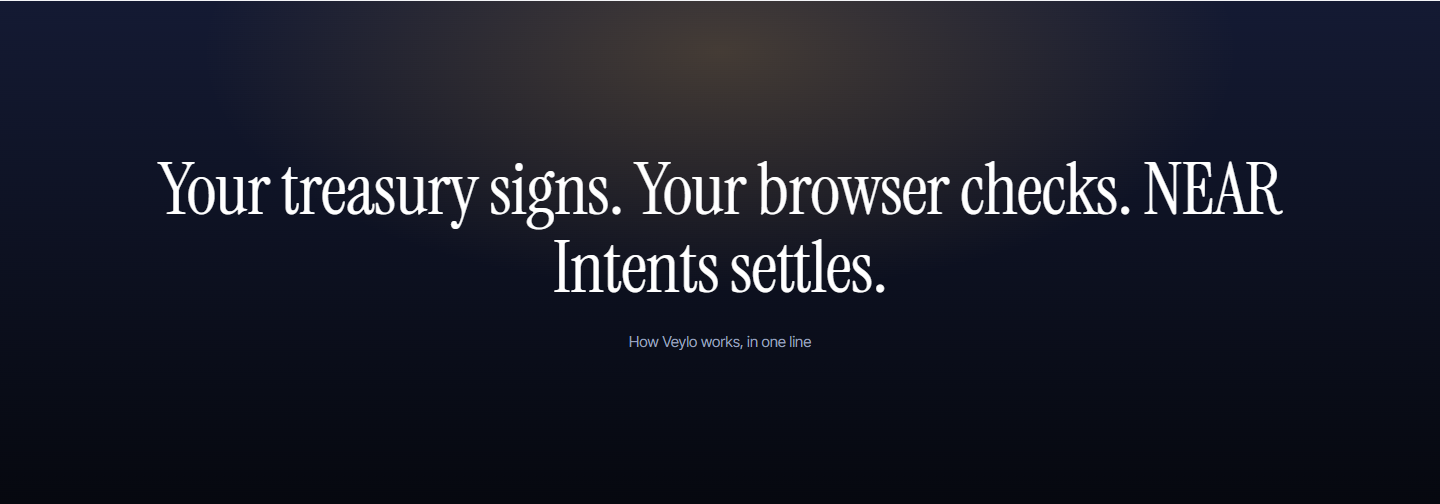 Your treasury signs. Your browser checks. NEAR
Intents settles.
How Veylo works, in one line